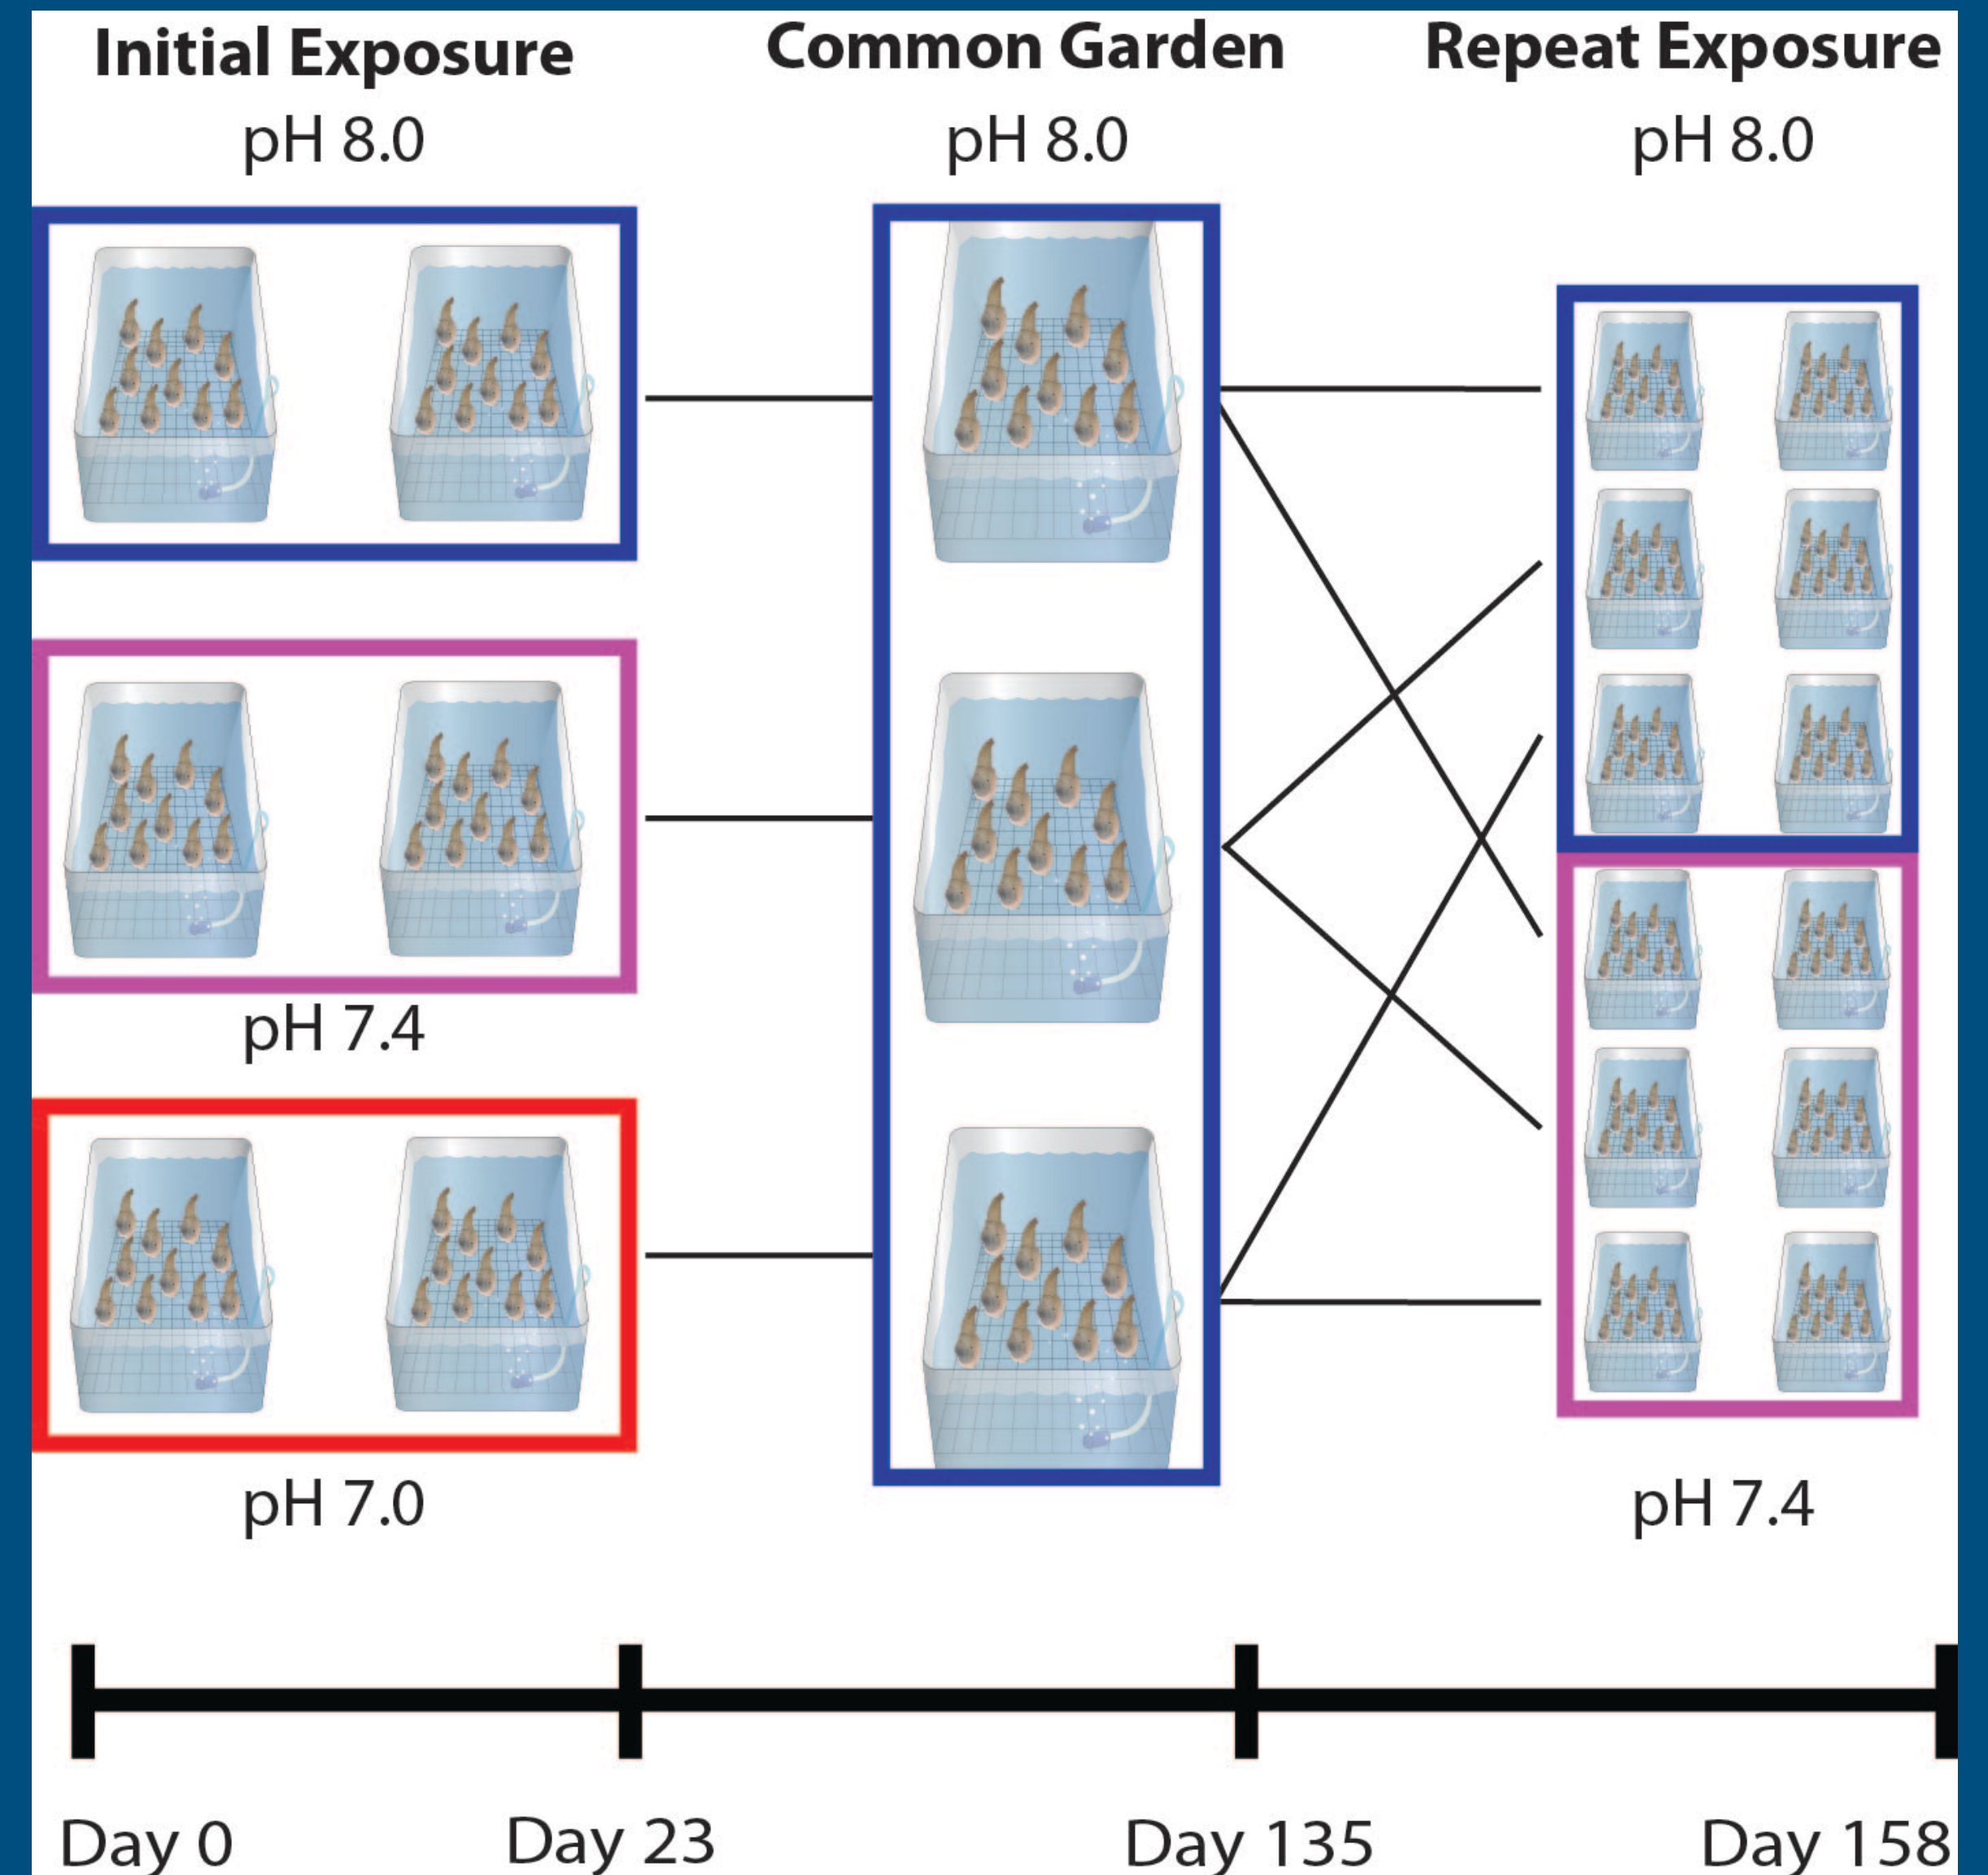 Initial Exposure
Common Garden
Repeat Exposure
pH 8.0
pH 8.0
pH 8.0
pH 7.4
pH 7.0
pH 7.4
Day 0
Day 23
Day 135
Day 158